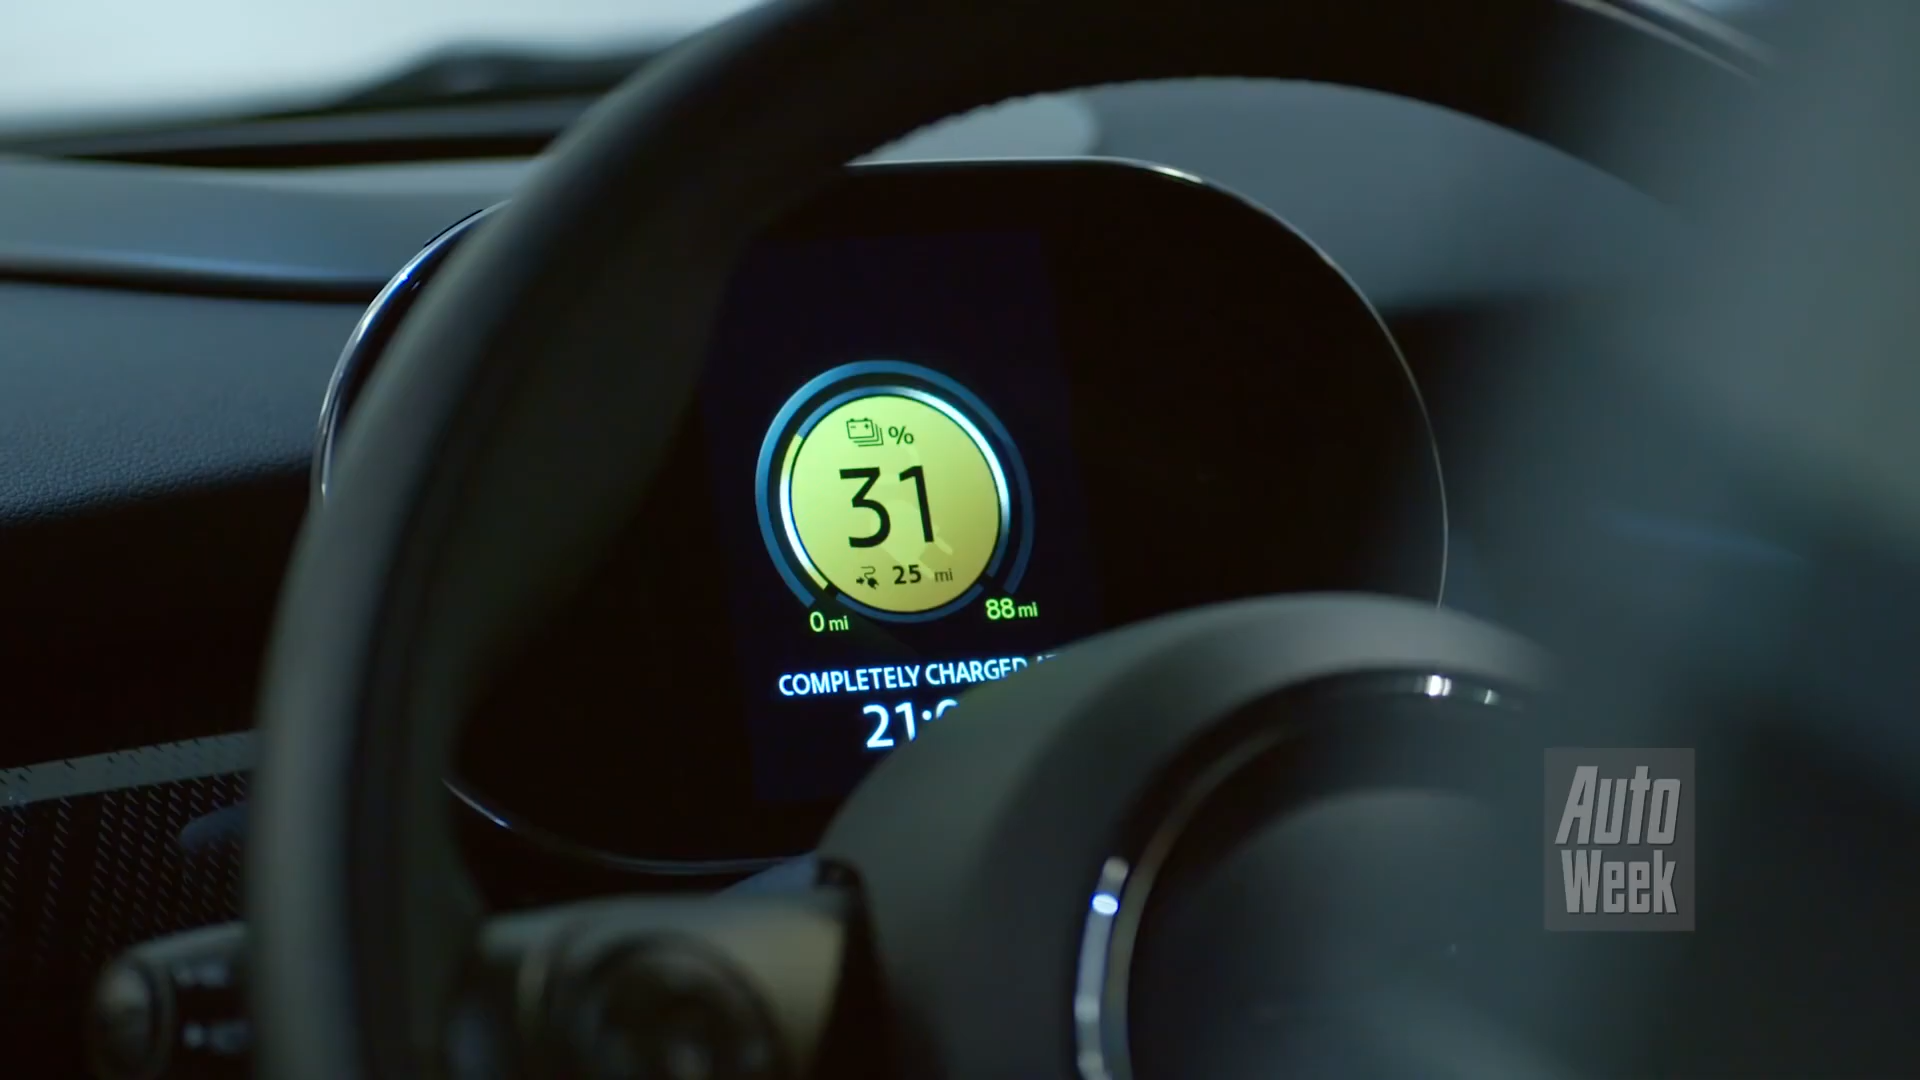 %
31
25 mi
0 mi
88 mi
COMPLETELY CHARGED
Auto
Week